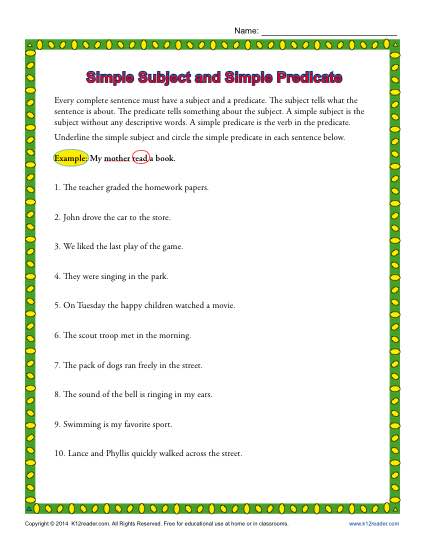 Name:
Simple Subject and Simple Predicate
Every complete sentence must have a subject and a predicate. The subject tells what the
sentence is about. The predicate tells something about the subject. A simple subject is the
subject without any descriptive words. A simple predicate is the verb in the predicate.
Underline the simple subject and circle the simple predicate in each sentence below.
Example: My mother read a book.
1. The teacher graded the homework papers.
2. John drove the car to the store.
3. We liked the last play of the game.
4. They were singing in the park.
5. On Tuesday the happy children watched a movie.
6. The scout troop met in the morning.
7. The pack of dogs ran freely in the street.
8. The sound of the bell is ringing in my ears.
9. Swimming is my favorite sport.
10. Lance and Phyllis quickly walked across the street.
Copyright © 2014 K12reader.com. All Rights Reserved. Free for educational use at home or in classrooms. www.k12reader.com